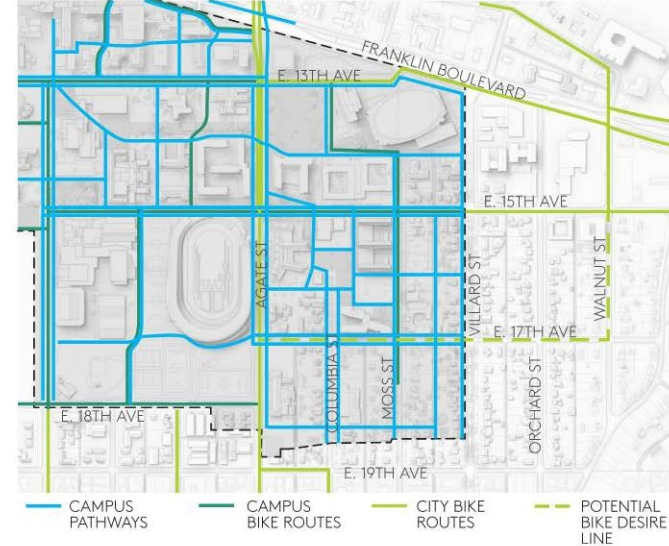 FRANKLIN BOULEVARD
E. 13TH AVE
E. 15TH AVE
AGATE ST
VILLARD ST
WALNUT ST
E. 17TH AVE
COLUMBIA ST
MOSS ST
ORCHARD ST
E. 18TH AVE
E. 19TH AVE
CAMPUS
PATHWAYS
CAMPUS
BIKE ROUTES
CITY BIKE
ROUTES
POTENTIAL
BIKE DESIRE
LINE